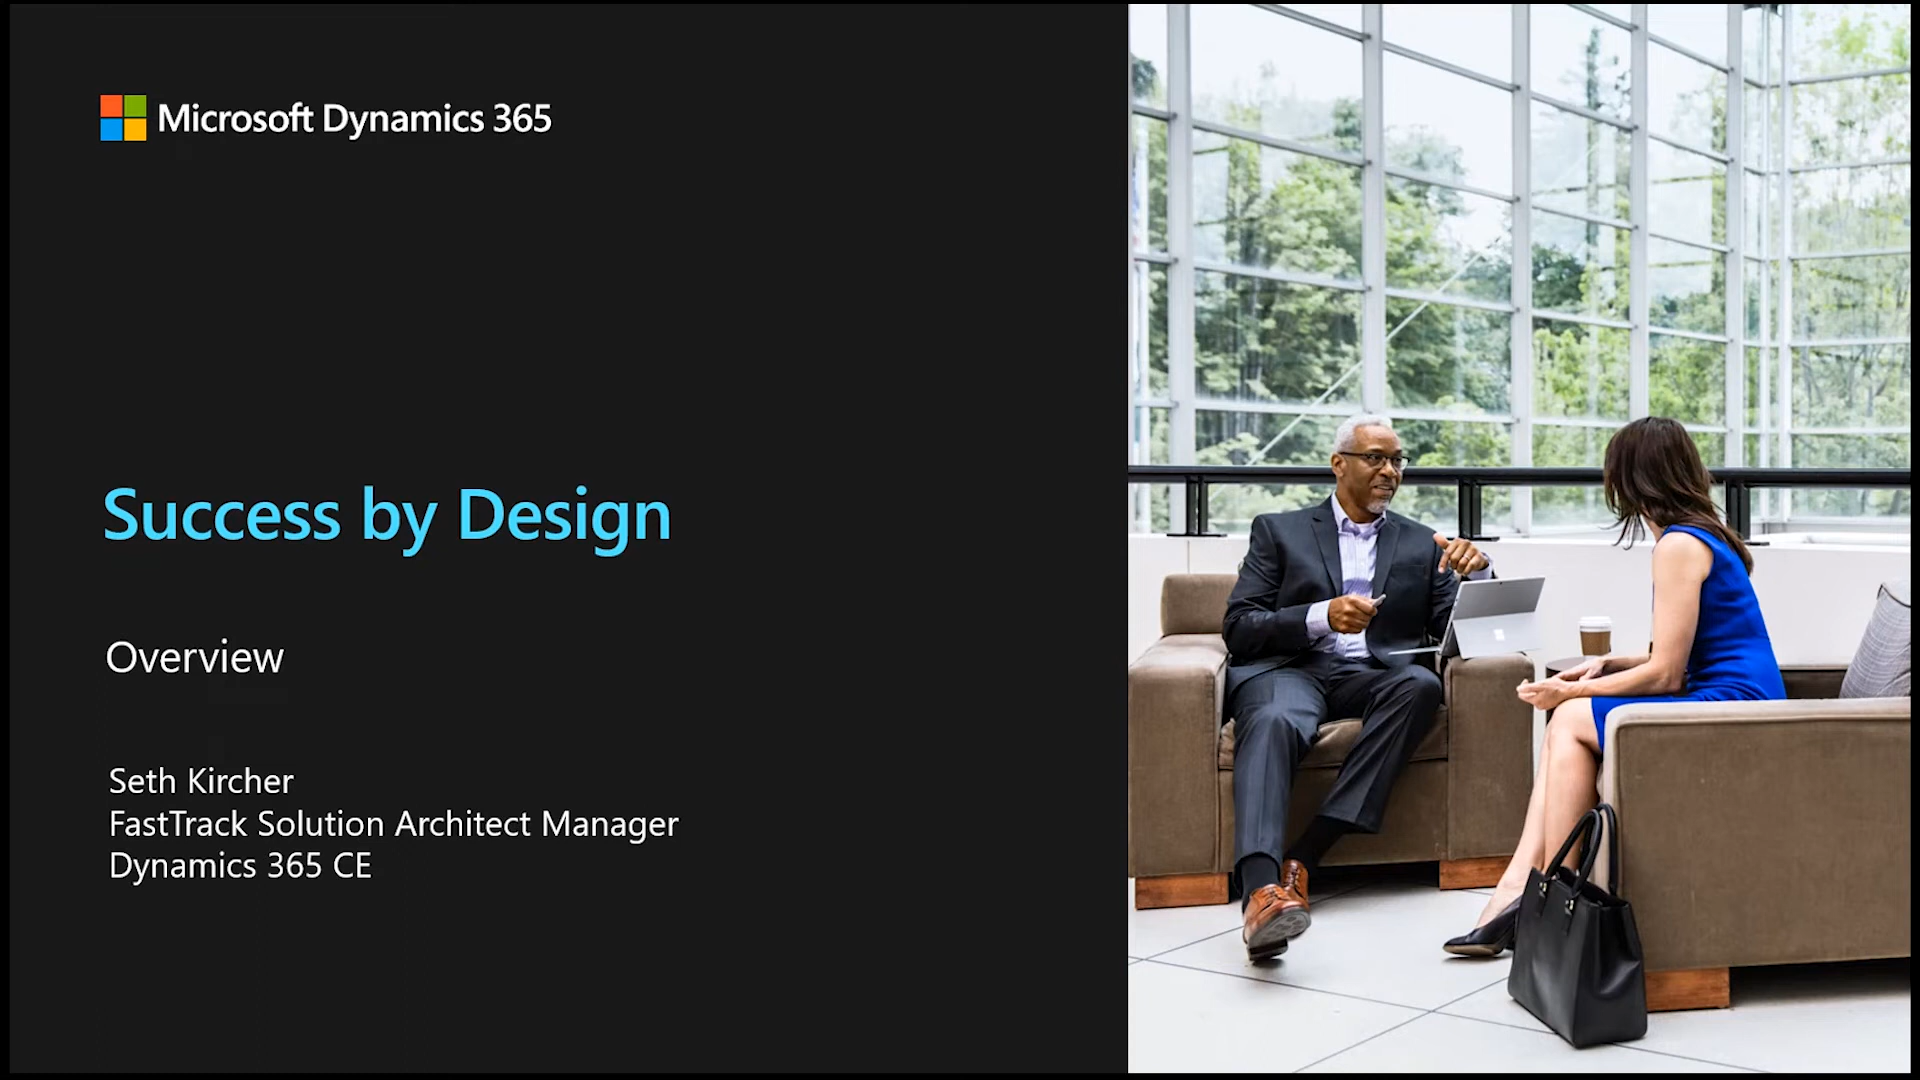 Microsoft Dynamics 365
Success by Design
Overview
Seth Kircher
FastTrack Solution Architect Manager
Dynamics 365 CE